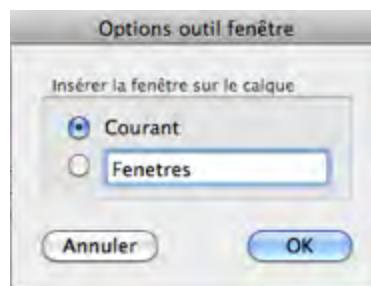 Options outil fenêtre
Insérer la fenêtre sur le calque
Courant
Fenetres
Annuler
OK